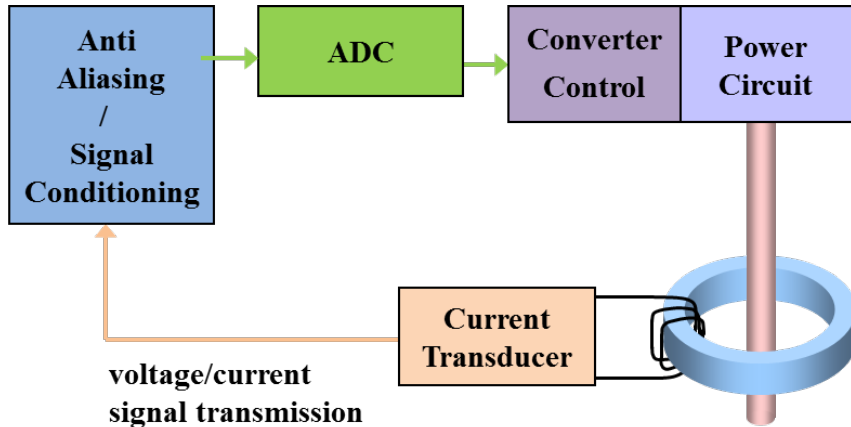 Anti
Aliasing
/
Signal
Conditioning
ADC
Converter
Control
Power
Circuit
Current
Transducer
voltage/current
signal transmission